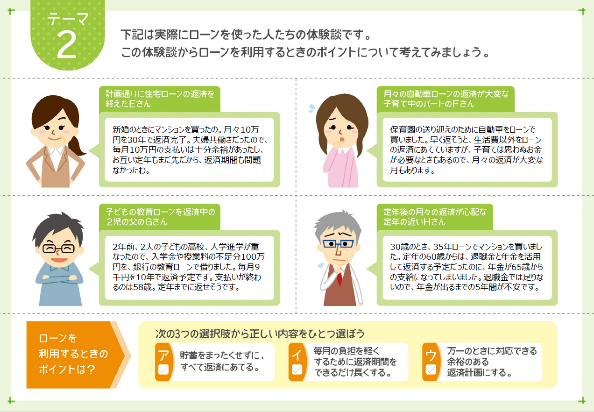 テーマ
2
下記は実際にローンを使った人たちの体験談です。
この体験談からローンを利用するときのポイントについて考えてみましょう。
計画通りに住宅ローンの返済を
終えたEさん
新婚のときにマンションを買ったの。月々10万
円を30年で返済完了。夫婦共働きだったので、
毎月10万円の支払いは十分余裕があったし、
お互い定年もまだ先だから、返済期間も問題
なかったわ。
月々の自動車ローンの返済が大変な
子育て中のパートのFさん
保育園の送り迎えのために自動車をローンで
買いました。早く返そうと、生活費以外をローン
の返済にあてていますが、子育ては思わぬお金
が必要なときもあるので、月々の返済が大変な
月もあります。
子どもの教育ローンを返済中の
2児の父のGさん
2年前、2人の子どもの高校、大学進学が重
なったので、入学金や授業料の不足分100万
円を、銀行の教育ローンで借りました。毎月9
千円を10年で返済予定です。支払いが終わ
るのは58歳。定年までに返せそうです。
定年後の月々の返済が心配な
定年の近いHさん
30歳のとき、35年ローンでマンションを買いまし
た。定年の60歳からは、退職金と年金を活用
して返済する予定だったのに、年金が65歳から
の支給になってしまいました。退職金では足りな
いので、年金が出るまでの5年間が不安です。
ローンを
利用するときの
ポイントは?
次の3つの選択肢から正しい内容をひとつ選ぼう
ア
貯蓄をまったくせずに、
すべて返済にあてる。
イ
毎月の負担を軽く
するために返済期間を
できるだけ長くする。
ウ
万一のときに対応できる
余裕のある
返済計画にする。